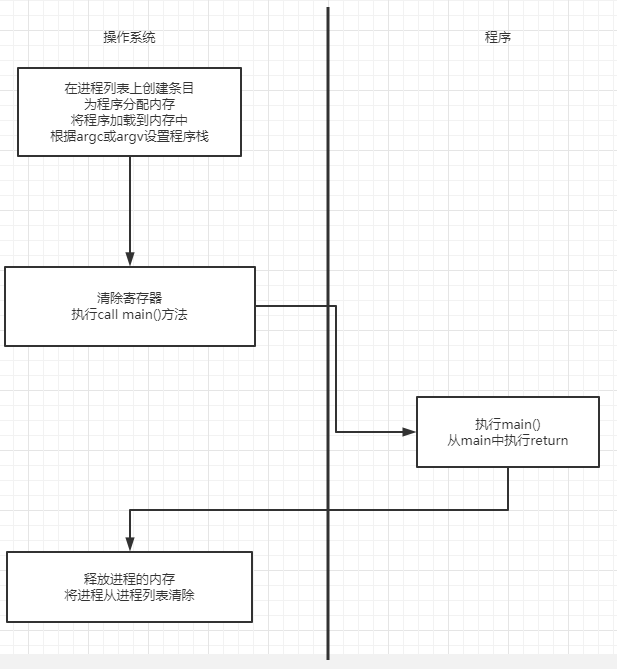 操作系统
程序
在进程列表上创建条目
为程序分配内存
将程序加载到内存中
根据argc或argv设置程序栈
清除寄存器
执行call main()方法
执行main()
从main中执行return
释放进程的内存
将进程从进程列表清除